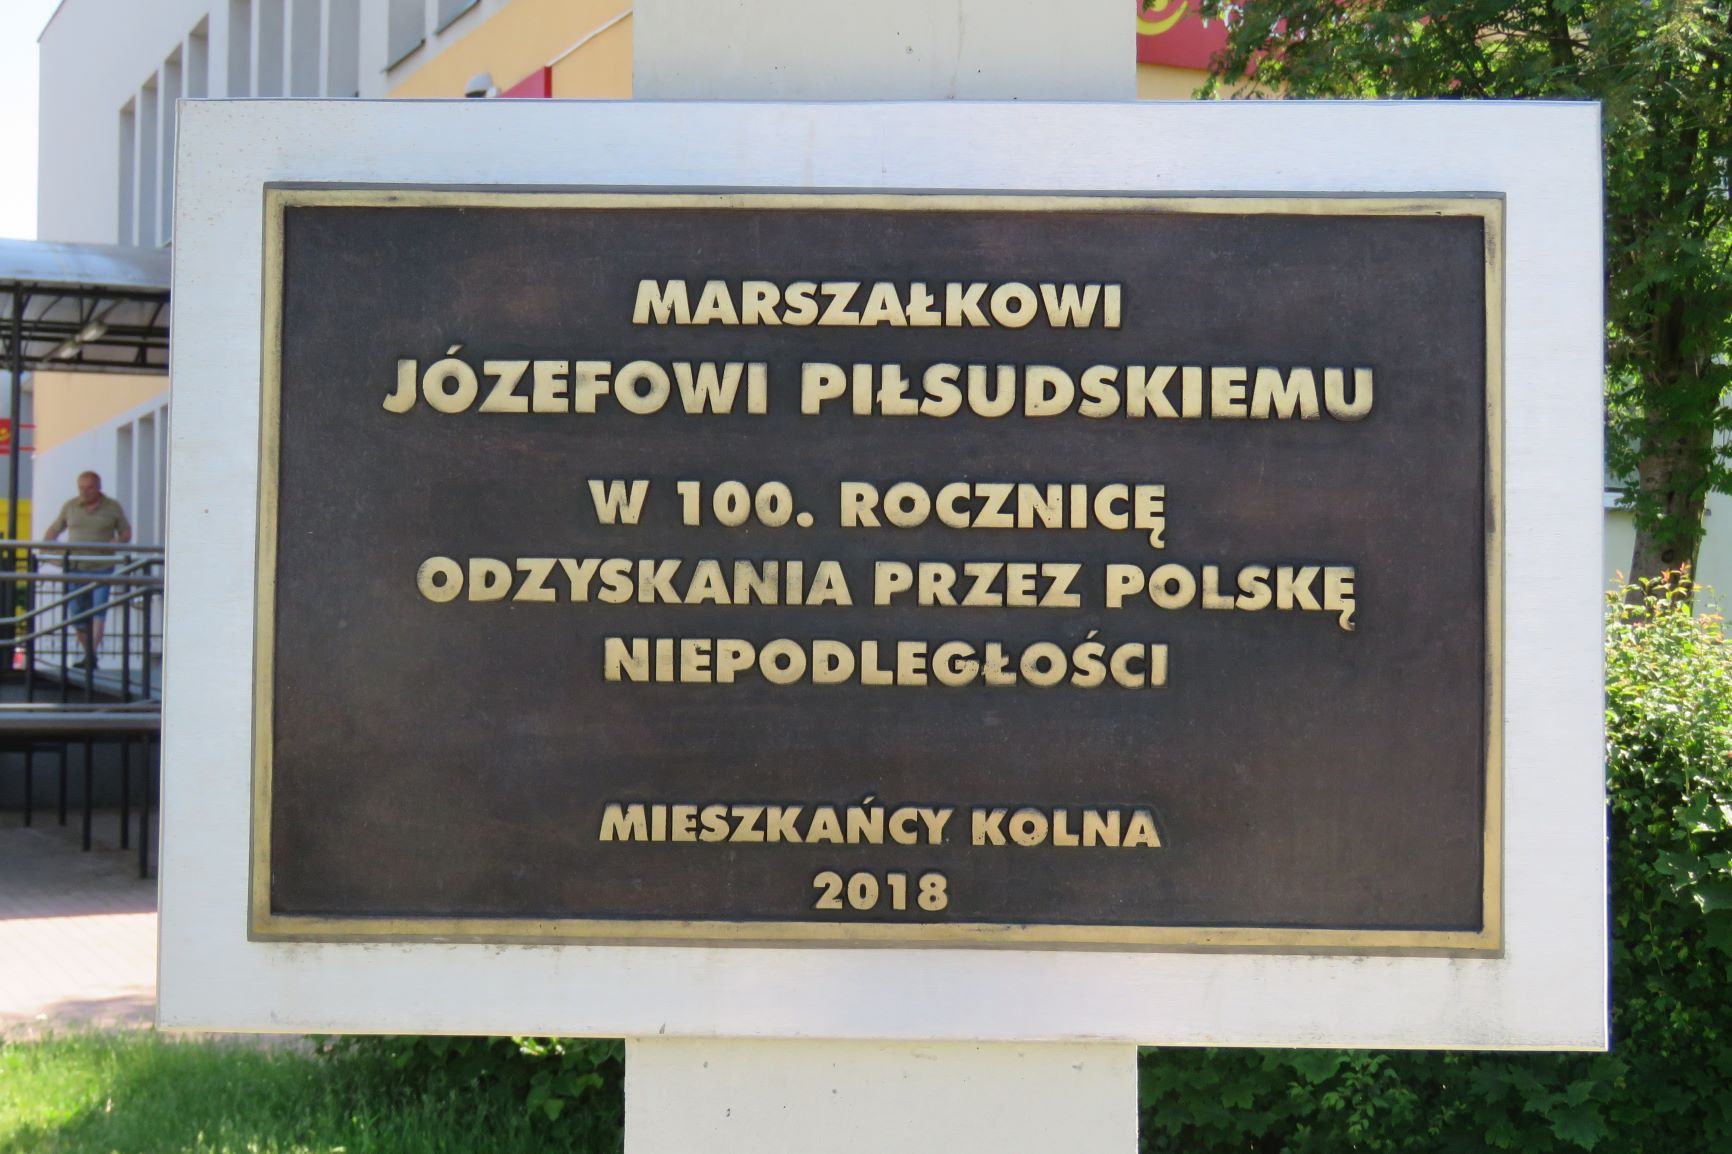 MARSZAŁKOWI
JÓZEFOWI PIŁSUDSKIEMU
W 100. ROCZNICĘ
ODZYSKANIA PRZEZ POLSKĘ
NIEPODLEGŁOŚCI
MIESZKAŃCY KOLNA
2018